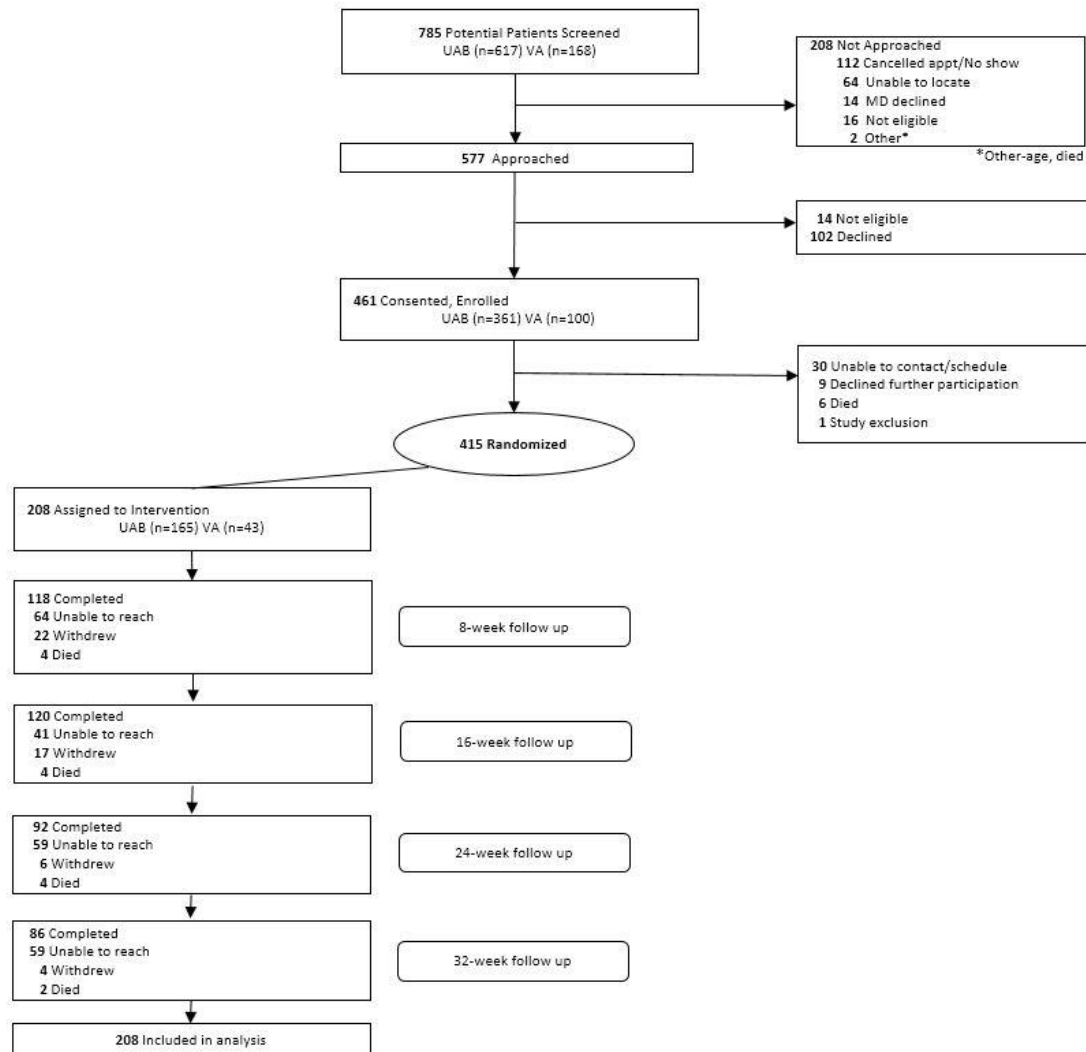 785 Potential Patients Screened
UAB (n=617) VA (n=168)
208 Not Approached
112 Cancelled appt/No show
64 Unable to locate
14 MD declined
16 Not eligible
2 Other*
*Other-age, died
577 Approached
14 Not eligible
102 Declined
461 Consented, Enrolled
UAB (n=361) VA (n=100)
30 Unable to contact/schedule
9 Declined further participation
6 Died
1 Study exclusion
415 Randomized
208 Assigned to Intervention
UAB (n=165) VA (n=43)
118 Completed
64 Unable to reach
22 Withdrew
4 Died
8-week follow up
120 Completed
41 Unable to reach
17 Withdrew
4 Died
16-week follow up
92 Completed
59 Unable to reach
6 Withdrew
4 Died
24-week follow up
86 Completed
59 Unable to reach
4 Withdrew
2 Died
32-week follow up
208 Included in analysis